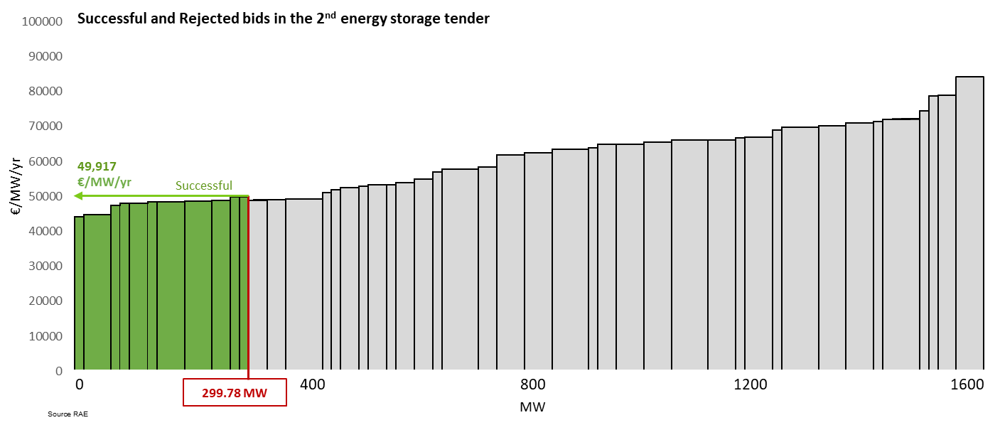 Successful and Rejected bids in the 2nd energy storage tender
100000
90000
80000
70000
60000
50000
40000
30000
20000
10000
0
€/MW/yr
49,917
€/MW/yr
Successful
0
400
800
1200
1600
299.78 MW
MW
Source RAE